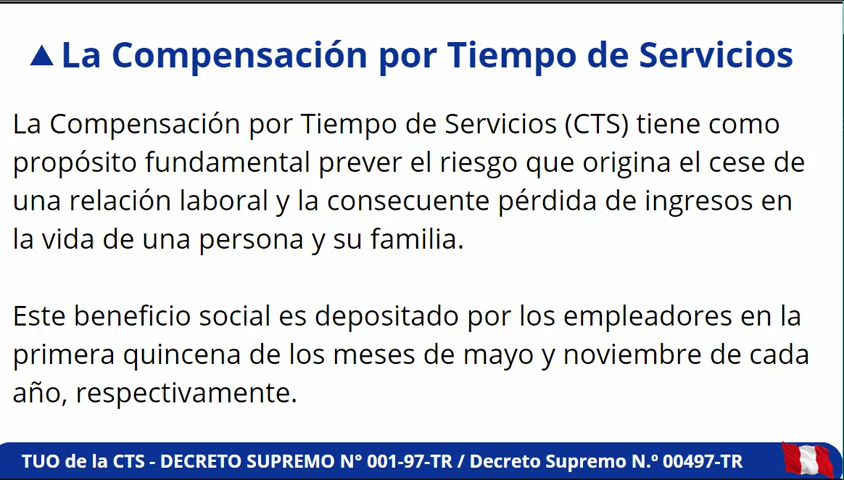 La Compensación por Tiempo de Servicios
La Compensación por Tiempo de Servicios (CTS) tiene como
propósito fundamental prever el riesgo que origina el cese de
una relación laboral y la consecuente pérdida de ingresos en
la vida de una persona y su familia.
Este beneficio social es depositado por los empleadores en la
primera quincena de los meses de mayo y noviembre de cada
año, respectivamente.
TUO de la CTS - DECRETO SUPREMO N° 001-97-TR / Decreto Supremo N.º 00497-TR